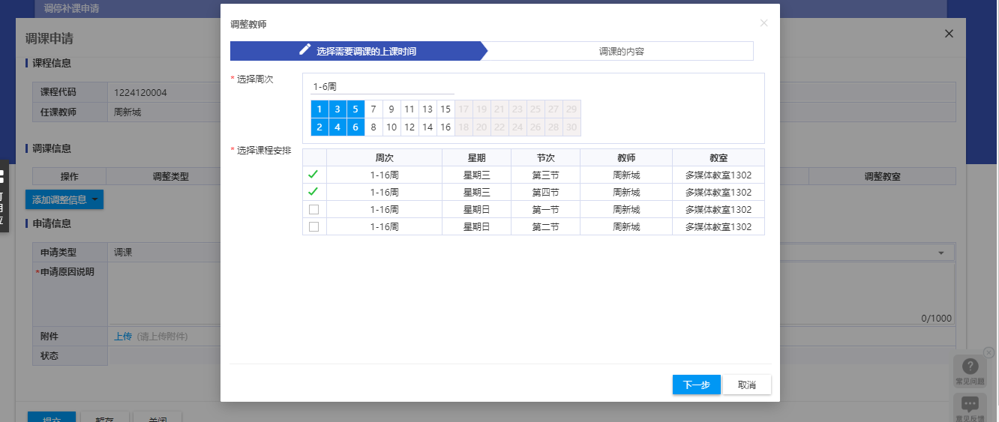 调停补课申请
调课申请
课程信息
课程代码 1224120004
任课教师 周新城
调课信息
操作 调整类型 调整教室
添加调整信息
申请信息
申请类型 调课
*申请原因说明
0/1000
附件 上传 (请上传附件)
状态
提交 暂存 关闭
调整教师
选择需要调课的上课时间 调课的内容
* 选择周次
1-6周
1 3 5 7 9 11 13 15 17 19 21 23 25 27 29
2 4 6 8 10 12 14 16 18 20 22 24 26 28 30
* 选择课程安排
周次 星期 节次 教师 教室
1-16周 星期三 第三节 周新城 多媒体教室1302
1-16周 星期三 第四节 周新城 多媒体教室1302
1-16周 星期日 第一节 周新城 多媒体教室1302
1-16周 星期日 第二节 周新城 多媒体教室1302
下一步 取消
常见问题
意见反馈